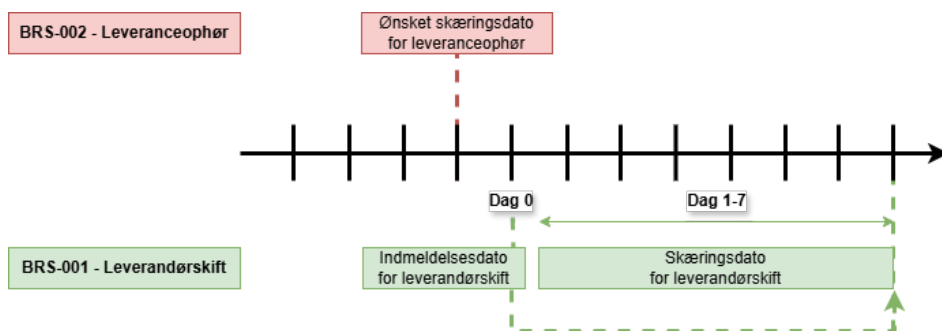 BRS-002 - Leveranceophør
Ønsket skæringsdato
for leveranceophør
Dag 0
Dag 1-7
BRS-001 - Leverandørskift
Indmeldelsesdato
for leverandørskift
Skæringsdato
for leverandørskift